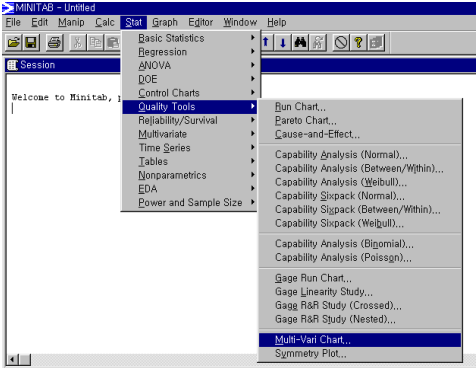 MINITAB - Untitled
File Edit Manip Calc Stat Graph Editor Window Help
Session
Welcome to Minitab, p
Basic Statistics
Regression
ANOVA
DOE
Control Charts
Quality Tools
Reliability/Survival
Multivariate
Time Series
Tables
Nonparametrics
EDA
Power and Sample Size
Run Chart...
Pareto Chart...
Cause-and-Effect...
Capability Analysis (Normal)...
Capability Analysis (Between/Within)...
Capability Analysis (Weibull)...
Capability Sixpack (Normal)...
Capability Sixpack (Between/Within)...
Capability Sixpack (Weibull)...
Capability Analysis (Binomial)...
Capability Analysis (Poisson)...
Gage Run Chart...
Gage Linearity Study...
Gage R&R Study (Crossed)...
Gage R&R Study (Nested)...
Multi-Vari Chart...
Symmetry Plot...